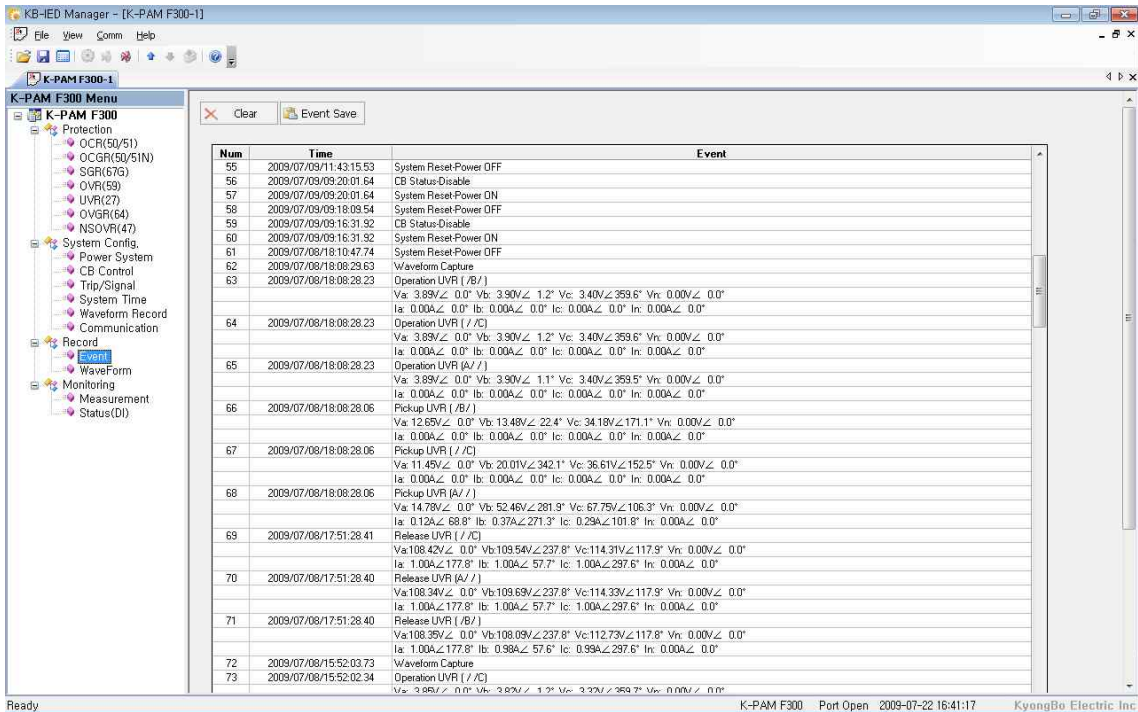 KB-IED Manager - [K-PAM F300-1]
File View Comm Help
K-PAM F300-1
K-PAM F300 Menu
K-PAM F300
Protection
OCR(50/51)
OCGR(50/51N)
SGR(67G)
OVR(59)
UVR(27)
OVGR(64)
NSOVR(47)
System Config,
Power System
CB Control
Trip/Signal
System Time
Waveform Record
Communication
Record
Event
WaveForm
Monitoring
Measurement
Status(DI)
Clear Event Save
Num Time Event
55 2009/07/09/11:43:15.53 System Reset-Power OFF
56 2009/07/09/09:20:01.64 CB Status-Disable
57 2009/07/09/09:20:01.64 System Reset-Power ON
58 2009/07/09/09:18:09.54 System Reset-Power OFF
59 2009/07/09/09:16:31.92 CB Status-Disable
60 2009/07/09/09:16:31.92 System Reset-Power ON
61 2009/07/08/18:10:47.74 System Reset-Power OFF
62 2009/07/08/18:08:29.63 Waveform Capture
63 2009/07/08/18:08:28.23 Operation UVR ( /B/ )
Va: 3.89V∠ 0.0° Vb: 3.90V∠ 1.2° Vc: 3.40V∠359.6° Vn: 0.00V∠ 0.0°
Ia: 0.00A∠ 0.0° Ib: 0.00A∠ 0.0° Ic: 0.00A∠ 0.0° In: 0.00A∠ 0.0°
64 2009/07/08/18:08:28.23 Operation UVR ( / /C)
Va: 3.89V∠ 0.0° Vb: 3.90V∠ 1.2° Vc: 3.40V∠359.6° Vn: 0.00V∠ 0.0°
Ia: 0.00A∠ 0.0° Ib: 0.00A∠ 0.0° Ic: 0.00A∠ 0.0° In: 0.00A∠ 0.0°
65 2009/07/08/18:08:28.23 Operation UVR (A/ / )
Va: 3.89V∠ 0.0° Vb: 3.90V∠ 1.1° Vc: 3.40V∠359.5° Vn: 0.00V∠ 0.0°
Ia: 0.00A∠ 0.0° Ib: 0.00A∠ 0.0° Ic: 0.00A∠ 0.0° In: 0.00A∠ 0.0°
66 2009/07/08/18:08:28.06 Pickup UVR ( /B/ )
Va: 12.65V∠ 0.0° Vb: 13.48V∠ 22.4° Vc: 34.18V∠171.1° Vn: 0.00V∠ 0.0°
Ia: 0.00A∠ 0.0° Ib: 0.00A∠ 0.0° Ic: 0.00A∠ 0.0° In: 0.00A∠ 0.0°
67 2009/07/08/18:08:28.06 Pickup UVR ( / /C)
Va: 11.45V∠ 0.0° Vb: 20.01V∠342.1° Vc: 36.61V∠152.5° Vn: 0.00V∠ 0.0°
Ia: 0.00A∠ 0.0° Ib: 0.00A∠ 0.0° Ic: 0.00A∠ 0.0° In: 0.00A∠ 0.0°
68 2009/07/08/18:08:28.06 Pickup UVR (A/ / )
Va: 14.78V∠ 0.0° Vb: 52.46V∠281.9° Vc: 67.75V∠106.3° Vn: 0.00V∠ 0.0°
Ia: 0.12A∠ 68.8° Ib: 0.37A∠271.3° Ic: 0.29A∠101.8° In: 0.00A∠ 0.0°
69 2009/07/08/17:51:28.41 Release UVR ( / /C)
Va:108.42V∠ 0.0° Vb:109.54V∠237.8° Vc:114.31V∠117.9° Vn: 0.00V∠ 0.0°
Ia: 1.00A∠177.8° Ib: 1.00A∠ 57.7° Ic: 1.00A∠297.6° In: 0.00A∠ 0.0°
70 2009/07/08/17:51:28.40 Release UVR (A/ / )
Va:108.34V∠ 0.0° Vb:109.69V∠237.8° Vc:114.33V∠117.9° Vn: 0.00V∠ 0.0°
Ia: 1.00A∠177.8° Ib: 1.00A∠ 57.7° Ic: 1.00A∠297.6° In: 0.00A∠ 0.0°
71 2009/07/08/17:51:28.40 Release UVR ( /B/ )
Va:108.35V∠ 0.0° Vb:108.09V∠237.8° Vc:112.73V∠117.8° Vn: 0.00V∠ 0.0°
Ia: 1.00A∠177.8° Ib: 0.98A∠ 57.6° Ic: 0.99A∠297.6° In: 0.00A∠ 0.0°
72 2009/07/08/15:52:03.73 Waveform Capture
73 2009/07/08/15:52:02.34 Operation UVR ( / /C)
Va: 3.85V∠ 0.0° Vb: 3.82V∠ 1.2° Vc: 3.32V∠359.7° Vn: 0.00V∠ 0.0°
Ready K-PAM F300 Port Open 2009-07-22 16:41:17 KyongBo Electric Inc